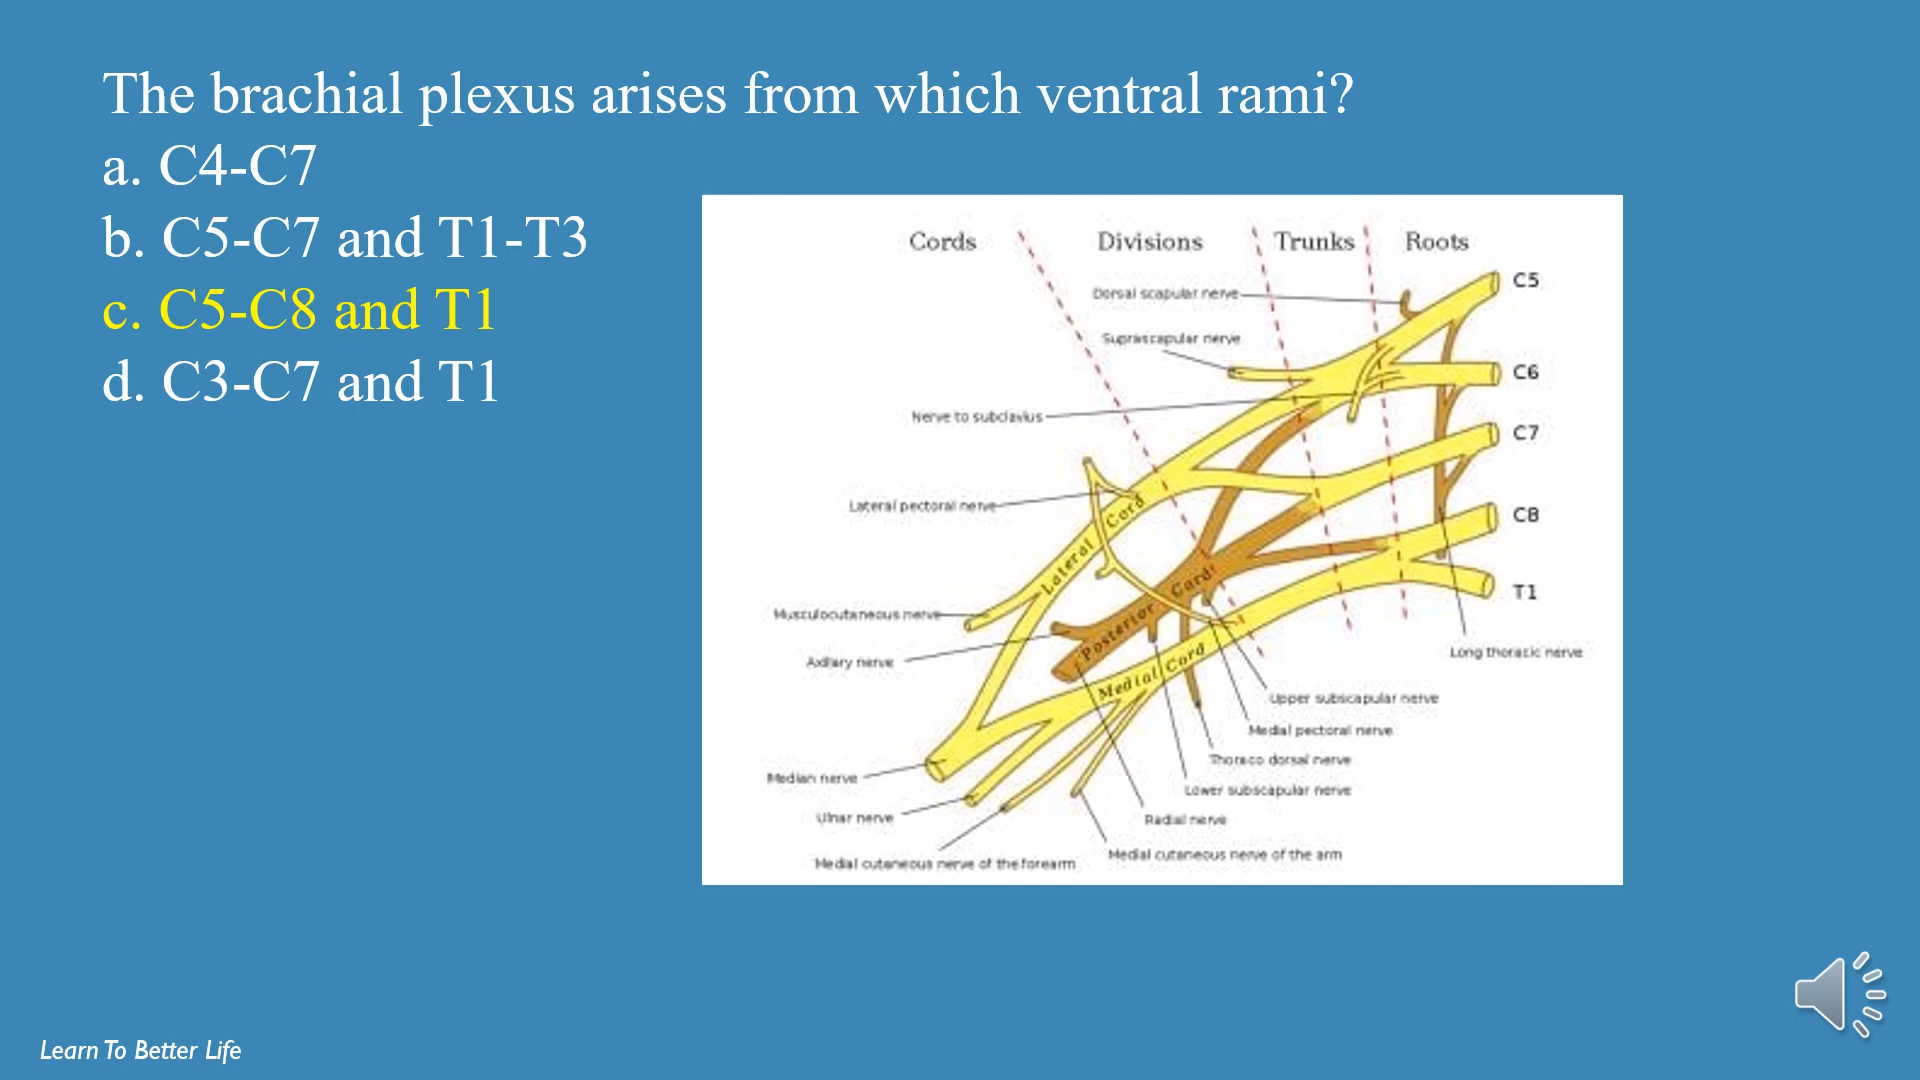 The brachial plexus arises from which ventral rami?
a. C4-C7
b. C5-C7 and T1-T3
c. C5-C8 and T1
d. C3-C7 and T1
Cords
Divisions
Trunks
Roots
C5
Dorsal scapular nerve
Suprascapular nerve
C6
Nerve to subclavius
C7
Lateral pectoral nerve
C8
Lateral Cord
Posterior Cord
Medial Cord
T1
Musculocutaneous nerve
Axillary nerve
Long thoracic nerve
Upper subscapular nerve
Medial pectoral nerve
Thoraco dorsal nerve
Median nerve
Lower subscapular nerve
Ulnar nerve
Radial nerve
Medial cutaneous nerve of the forearm
Medial cutaneous nerve of the arm
Learn To Better Life